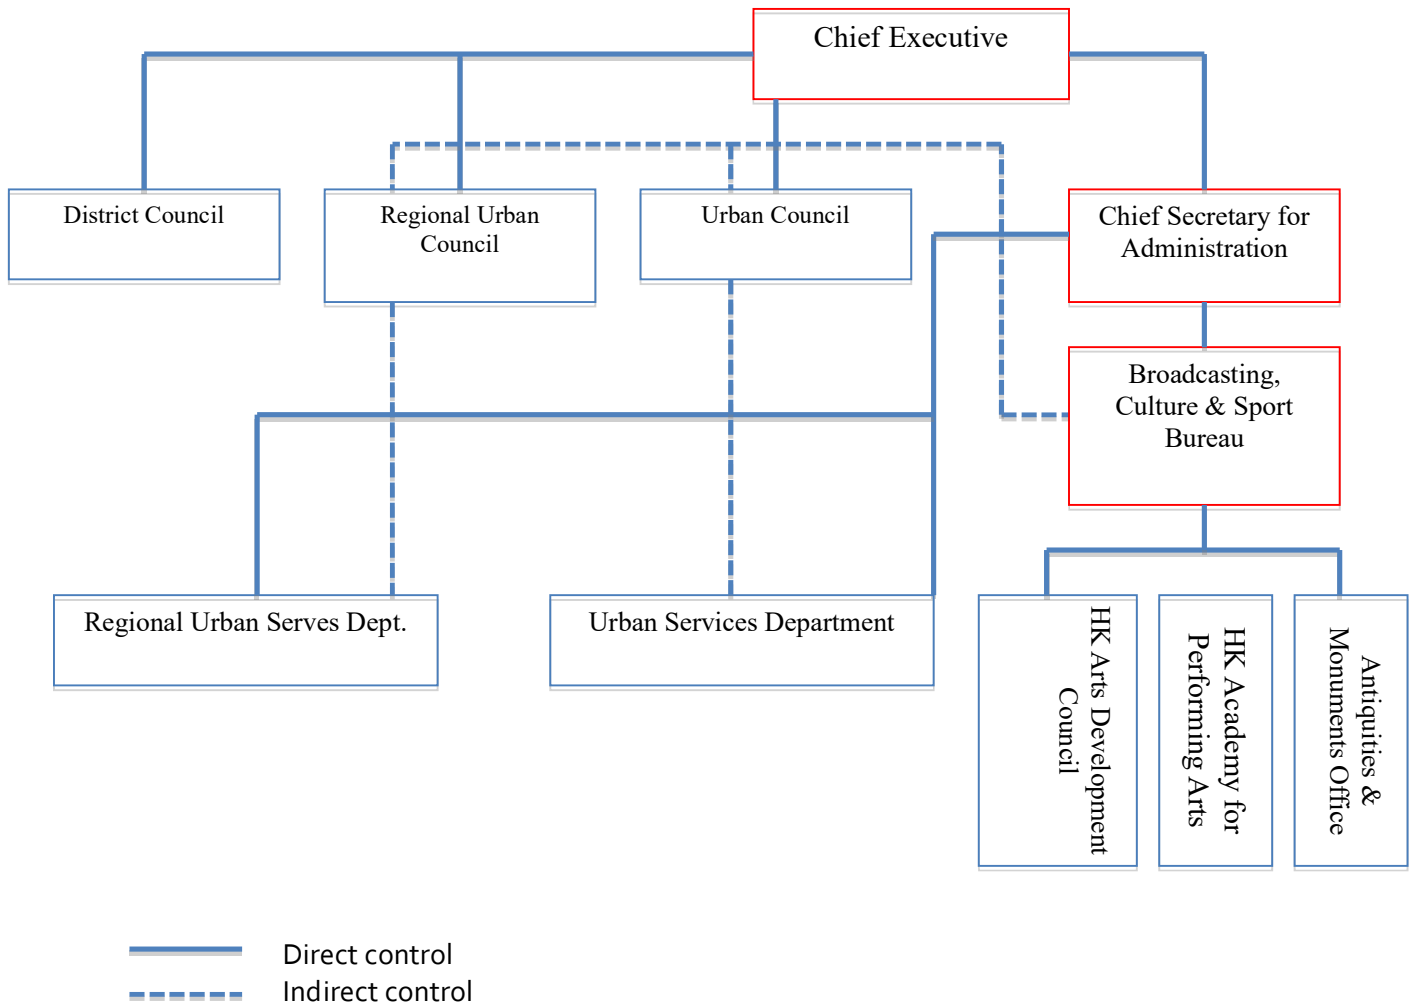 Chief Executive
District Council
Regional Urban
Council
Urban Council
Chief Secretary for
Administration
Broadcasting,
Culture & Sport
Bureau
Regional Urban Serves Dept.
Urban Services Department
HK Arts Development
Council
HK Academy for
Performing Arts
Antiquities &
Monuments Office
Direct control
Indirect control